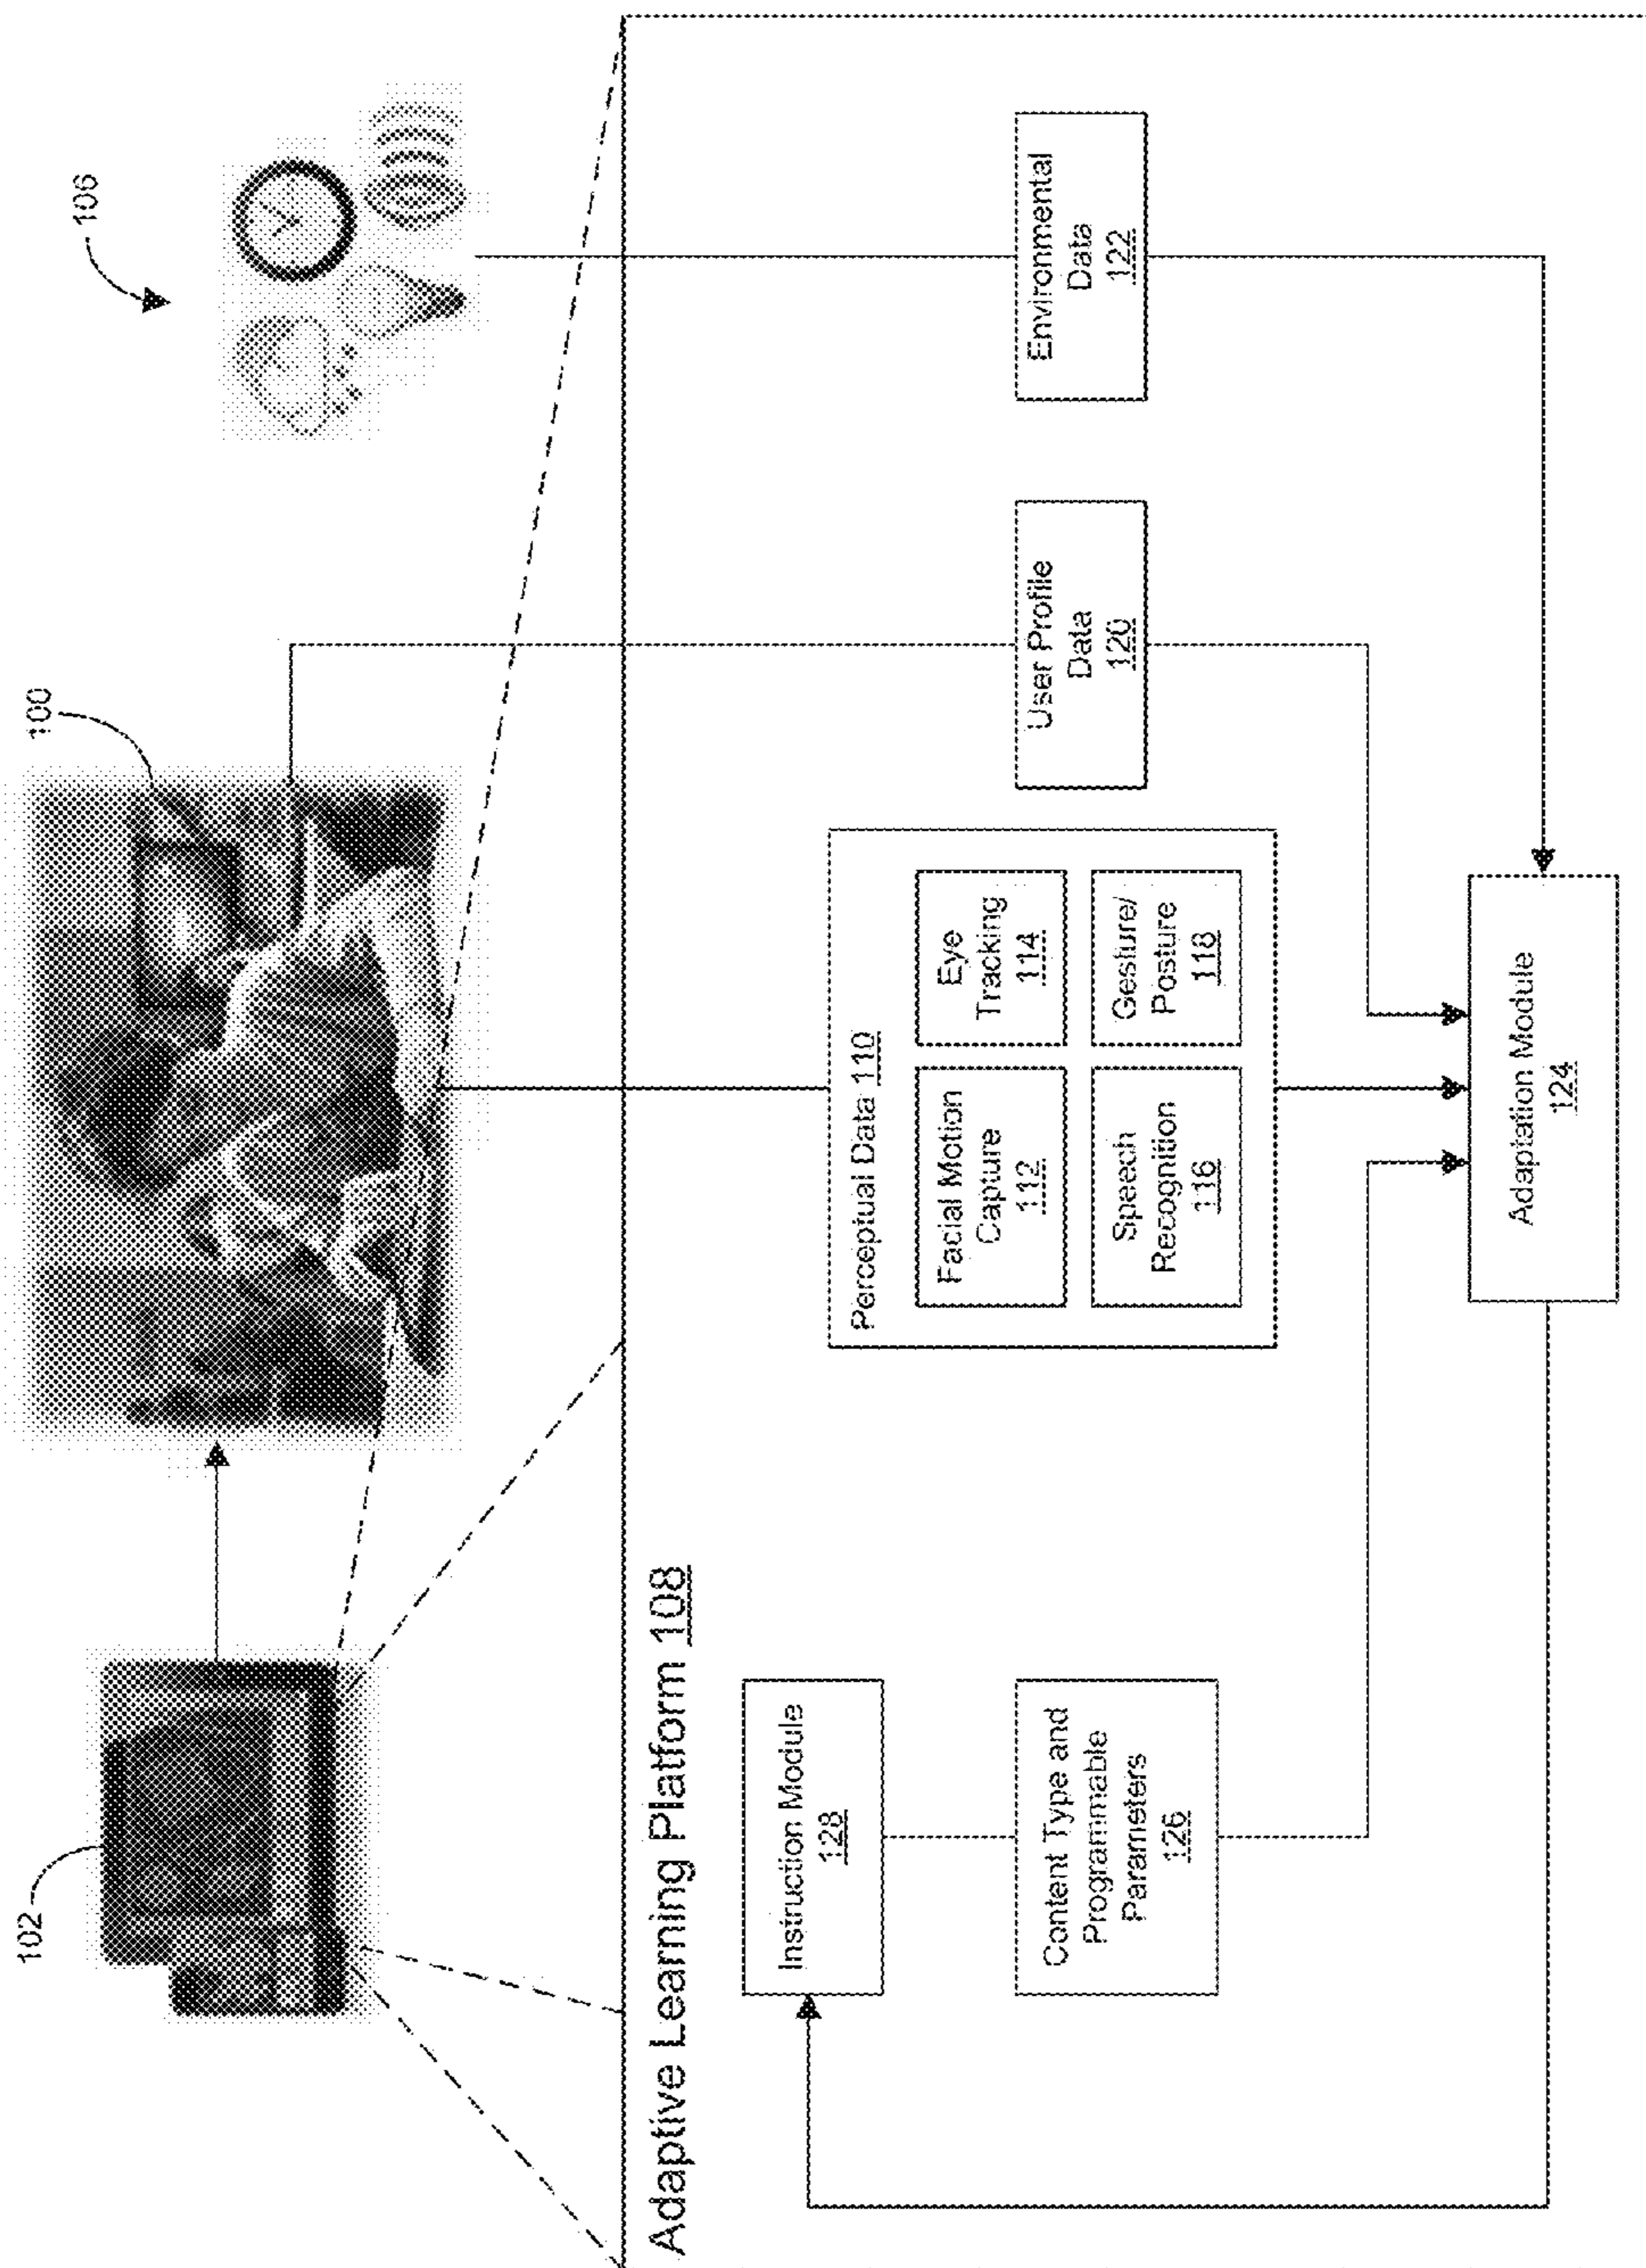 102
100
106
Adaptive Learning Platform 108
Instruction Module
128
Content Type and
Programmable
Parameters
126
Perceptual Data 110
Facial Motion
Capture
112
Eye
Tracking
114
Speech
Recognition
116
Gesture/
Posture
118
User Profile
Data
120
Environmental
Data
122
Adaptation Module
124